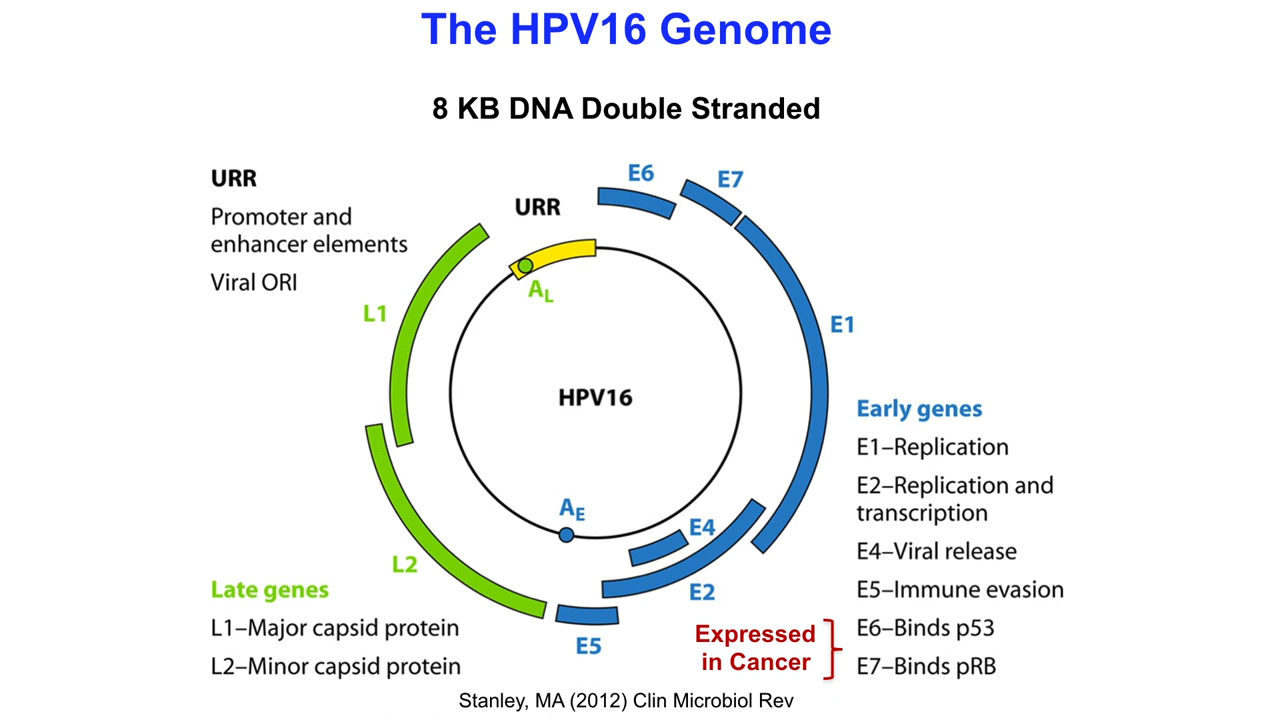 The HPV16 Genome
8 KB DNA Double Stranded
URR
Promoter and
enhancer elements
Viral ORI
URR
E6
E7
AL
L1
E1
HPV16
AE
E4
L2
E2
E5
Early genes
E1–Replication
E2–Replication and
transcription
E4–Viral release
E5–Immune evasion
E6–Binds p53
E7–Binds pRB
Expressed
in Cancer
Late genes
L1–Major capsid protein
L2–Minor capsid protein
Stanley, MA (2012) Clin Microbiol Rev